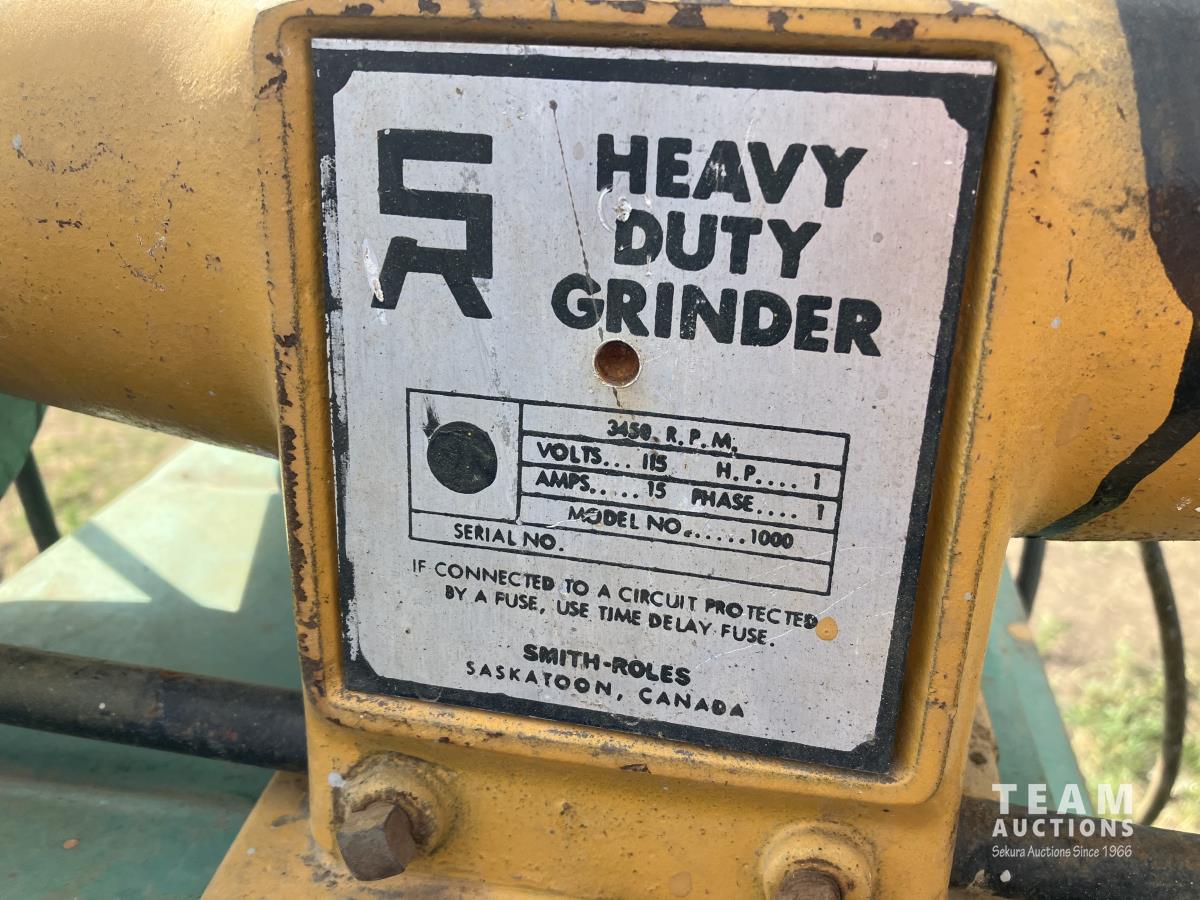 SR
HEAVY
DUTY
GRINDER
3450 R.P.M.
VOLTS... 115 H.P.... 1
AMPS..... 15 PHASE.... 1
MODEL NO......1000
SERIAL NO.
IF CONNECTED TO A CIRCUIT PROTECTED
BY A FUSE, USE TIME DELAY FUSE.
SMITH-ROLES
SASKATOON, CANADA
TEAM
AUCTIONS
Sekura Auctions Since 1966